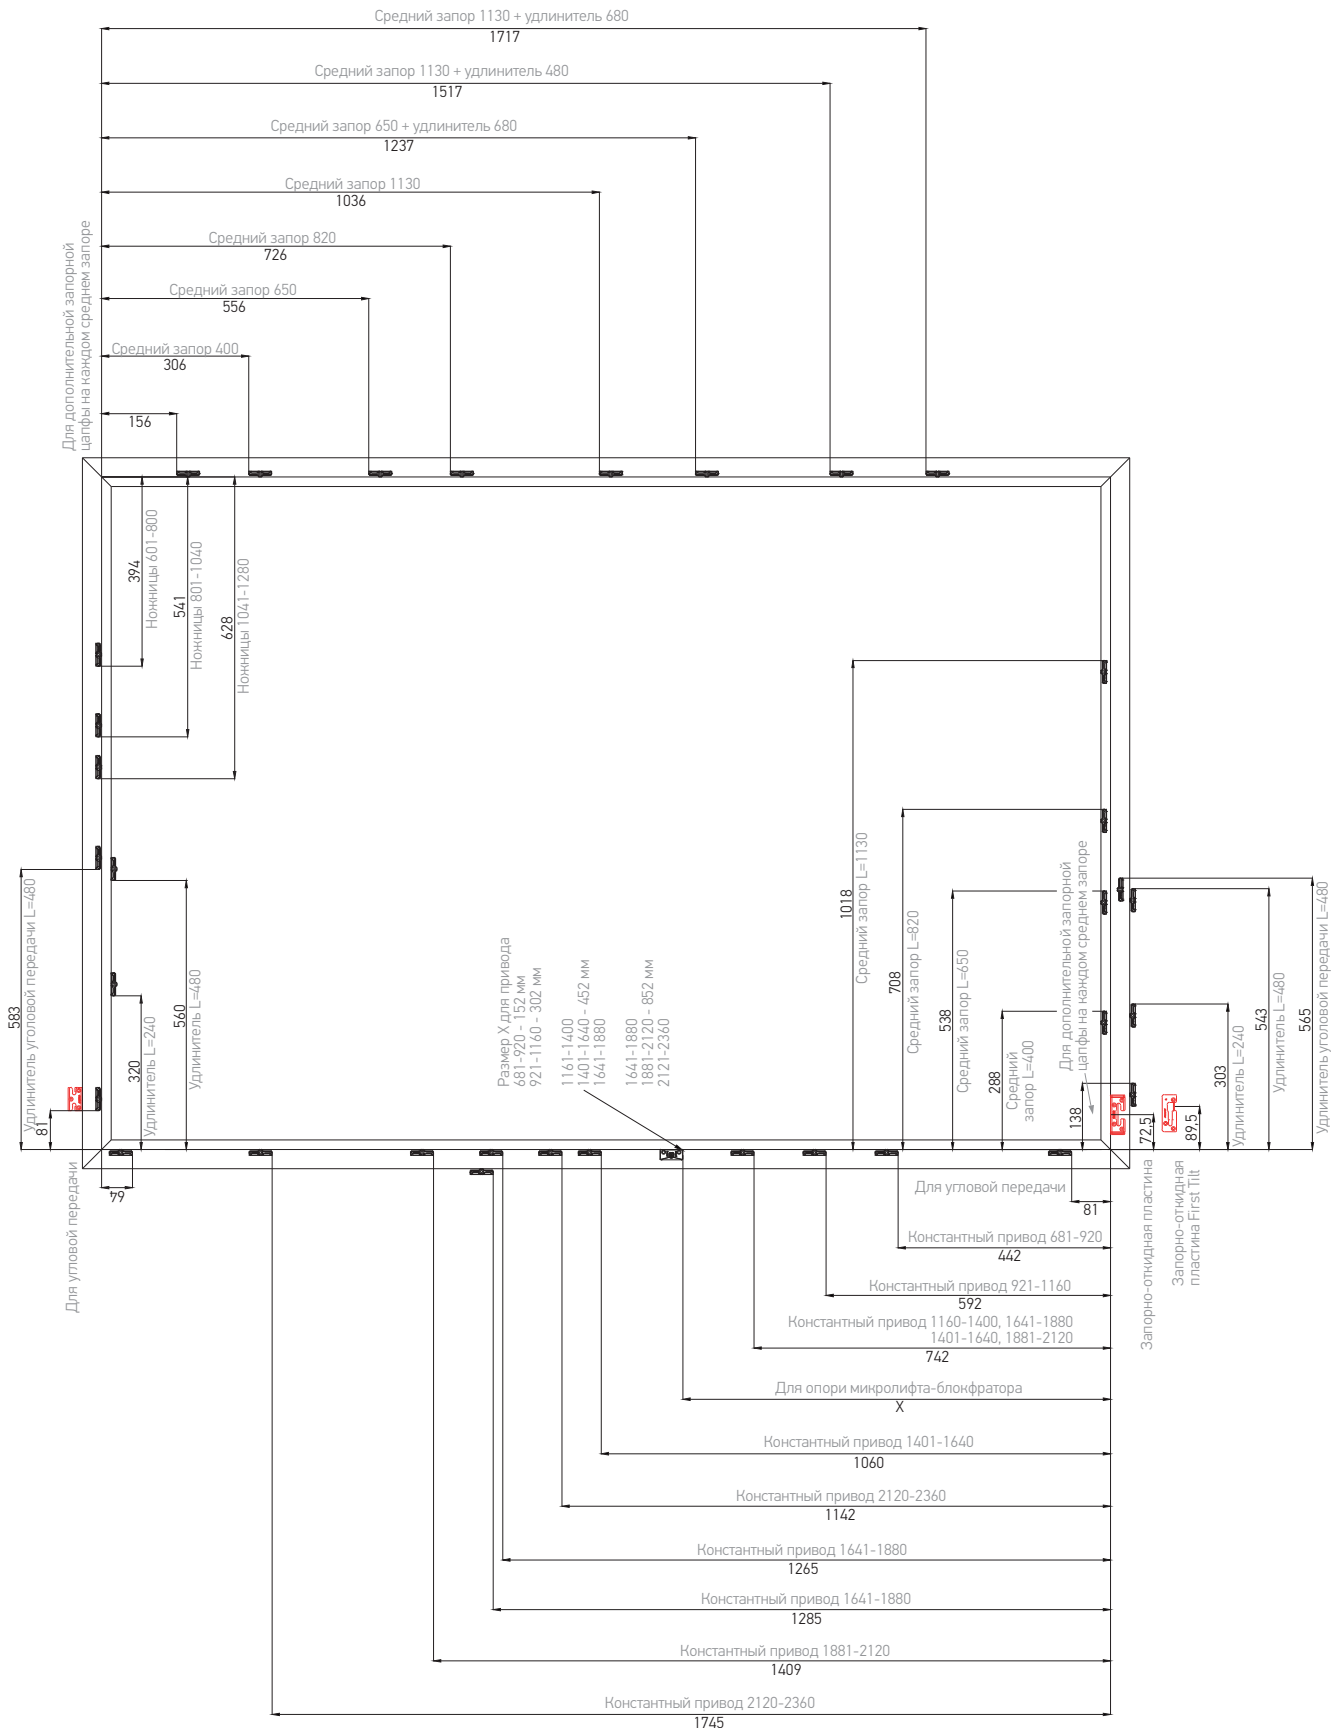 Средний запор 1130 + удлинитель 680
1717
Средний запор 1130 + удлинитель 480
1517
Средний запор 650 + удлинитель 680
1237
Средний запор 1130
1036
Средний запор 820
726
Средний запор 650
556
Средний запор 400
306
156
Для дополнительной запорной
цапфы на каждом среднем запоре
394
Ножницы 601-800
541
Ножницы 801-1040
628
Ножницы 1041-1280
583
Удлинитель уголовой передачи L=480
81
Для угловой передачи
320
Удлинитель L=240
560
Удлинитель L=480
Размер X для привода
681-920 - 152 мм
921-1160 - 302 мм
1161-1400
1401-1640 - 452 мм
1641-1880
1641-1880
1881-2120 - 852 мм
2121-2360
1018
Средний запор L=1130
708
Средний запор L=820
538
Средний запор L=650
288
Средний
запор L=400
Для дополнительной запорной
цапфы на каждом среднем запоре
138
72,5
Запорно-откидная пластина
89,5
Запорно-откидная
пластина First Tilt
303
Удлинитель L=240
543
Удлинитель L=480
565
Удлинитель уголовой передачи L=480
79
Для угловой передачи
81
Константный привод 681-920
442
Константный привод 921-1160
592
Константный привод 1160-1400, 1641-1880
1401-1640, 1881-2120
742
Для опори микролифта-блокфратора
X
Константный привод 1401-1640
1060
Константный привод 2120-2360
1142
Константный привод 1641-1880
1265
Константный привод 1641-1880
1285
Константный привод 1881-2120
1409
Константный привод 2120-2360
1745